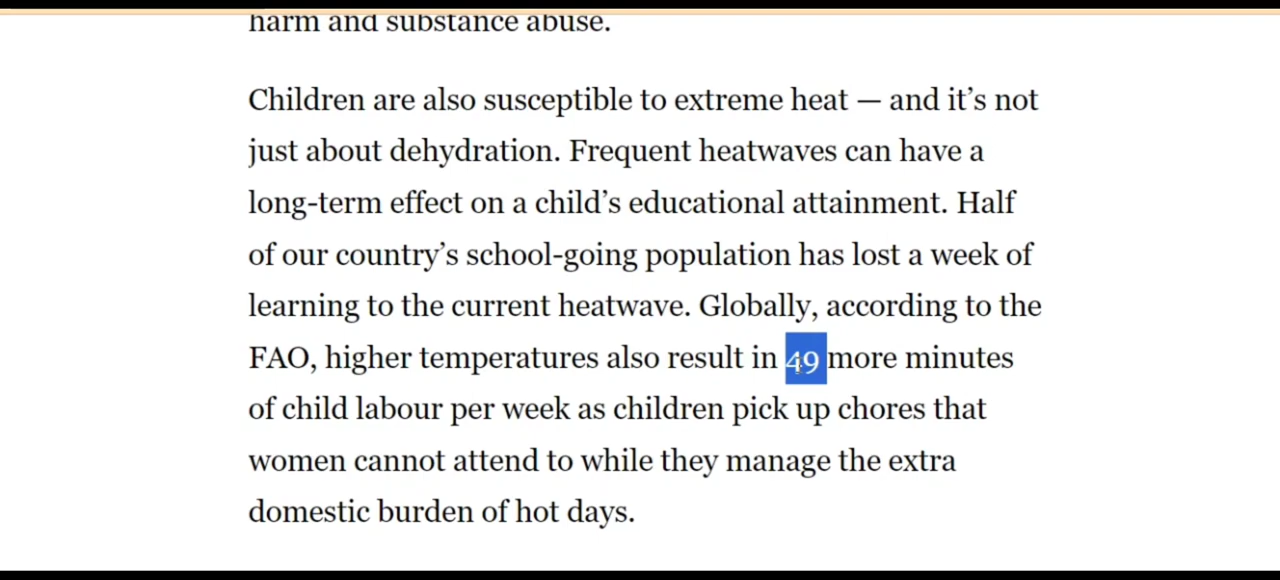 harm and substance abuse.
Children are also susceptible to extreme heat — and it’s not
just about dehydration. Frequent heatwaves can have a
long-term effect on a child’s educational attainment. Half
of our country’s school-going population has lost a week of
learning to the current heatwave. Globally, according to the
FAO, higher temperatures also result in 49 more minutes
of child labour per week as children pick up chores that
women cannot attend to while they manage the extra
domestic burden of hot days.